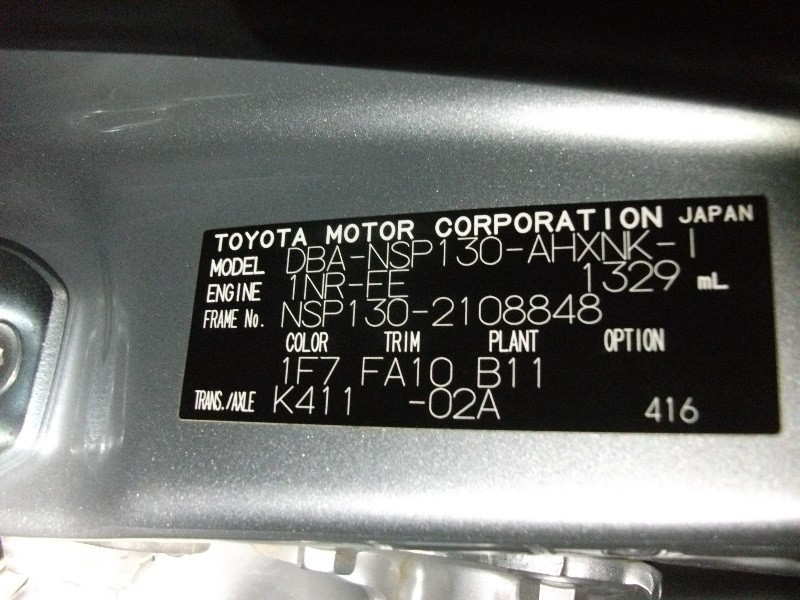 TOYOTA MOTOR CORPORATION JAPAN
MODEL DBA-NSP130-AHXNK-I
ENGINE 1NR-FE 1329 mL
FRAME No. NSP130-2108848
COLOR TRIM PLANT OPTION
1F7 FA10 B11
TRANS./AXLE K411 -02A 416